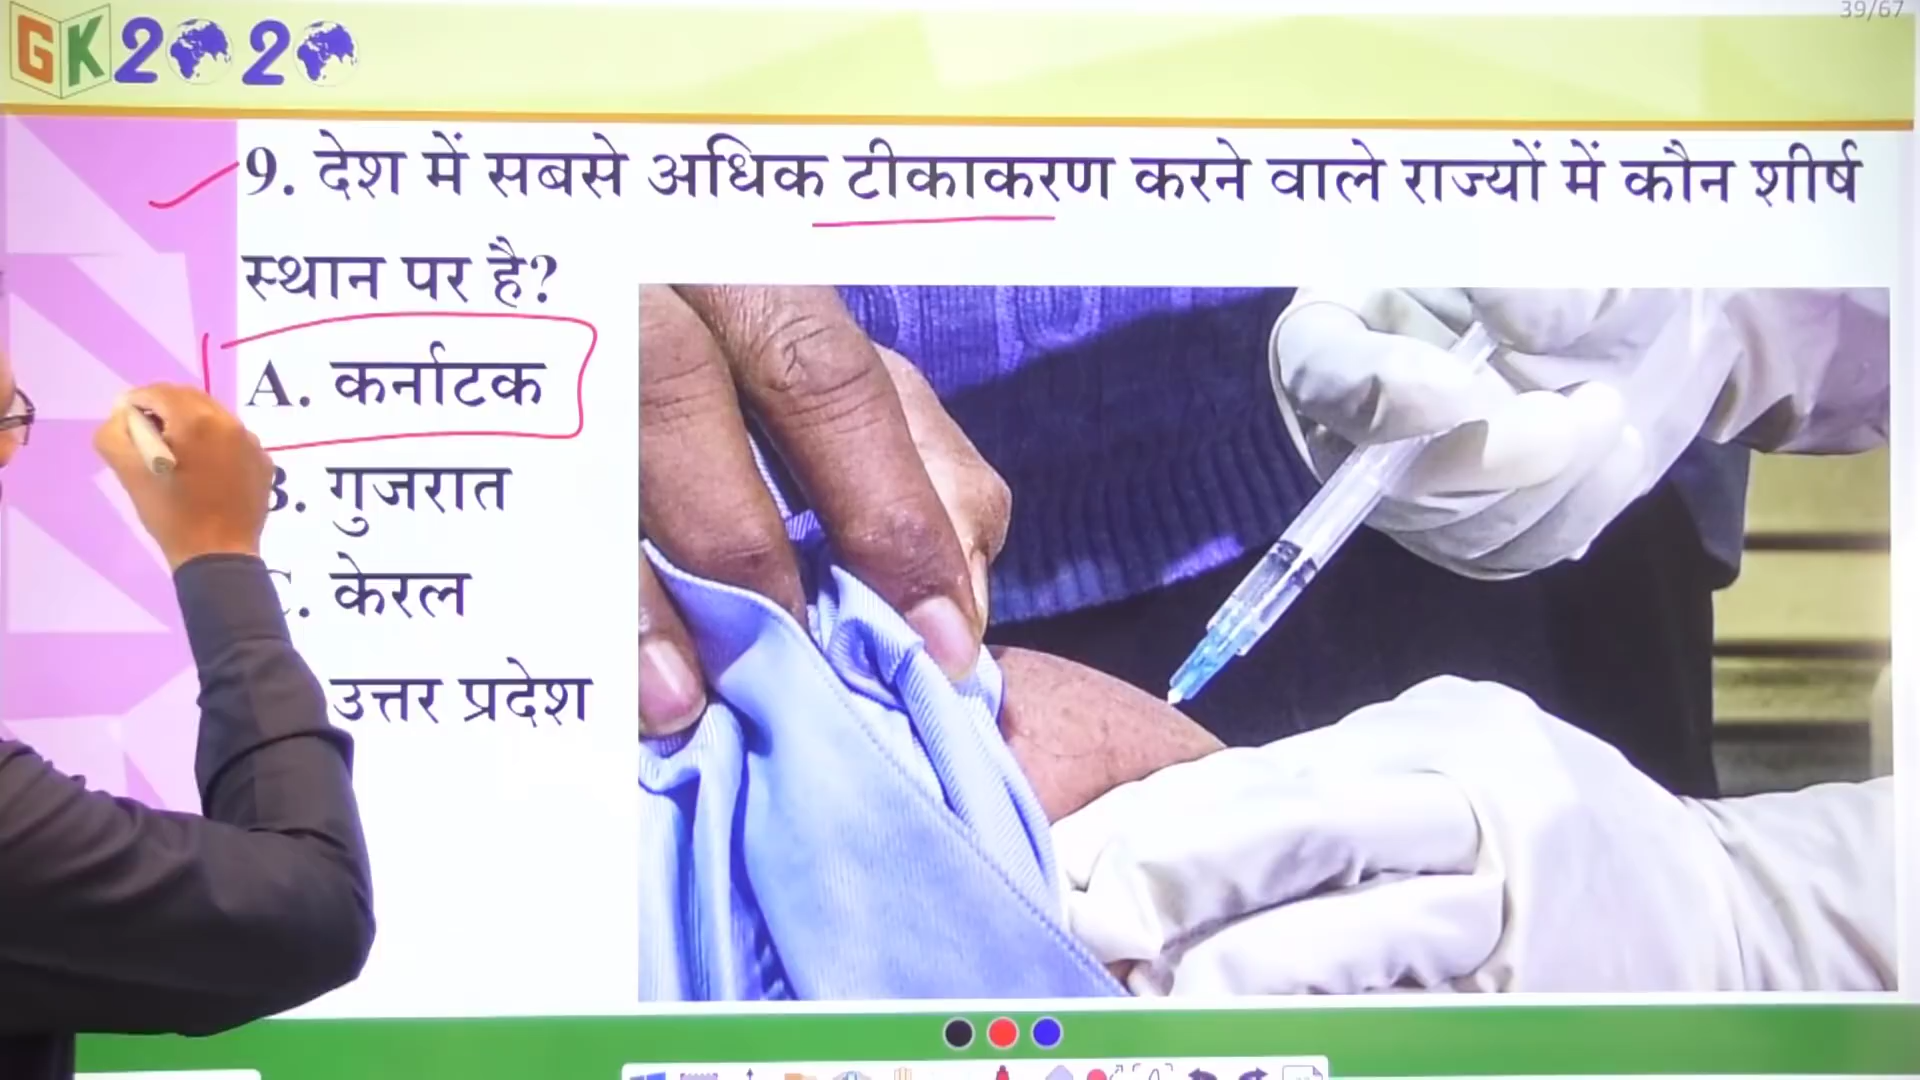 39/67
GK2020
9. देश में सबसे अधिक टीकाकरण करने वाले राज्यों में कौन शीर्ष
स्थान पर है?
A. कर्नाटक
B. गुजरात
C. केरल
उत्तर प्रदेश